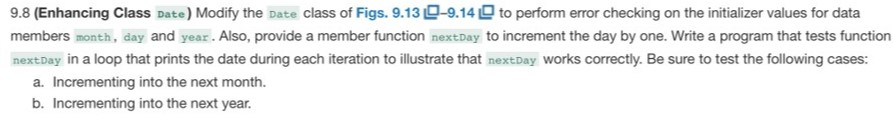 9.8 (Enhancing Class Date) Modify the Date class of Figs. 9.13–9.14 to perform error checking on the initializer values for data
members month, day and year. Also, provide a member function nextDay to increment the day by one. Write a program that tests function
nextDay in a loop that prints the date during each iteration to illustrate that nextDay works correctly. Be sure to test the following cases:
a. Incrementing into the next month.
b. Incrementing into the next year.